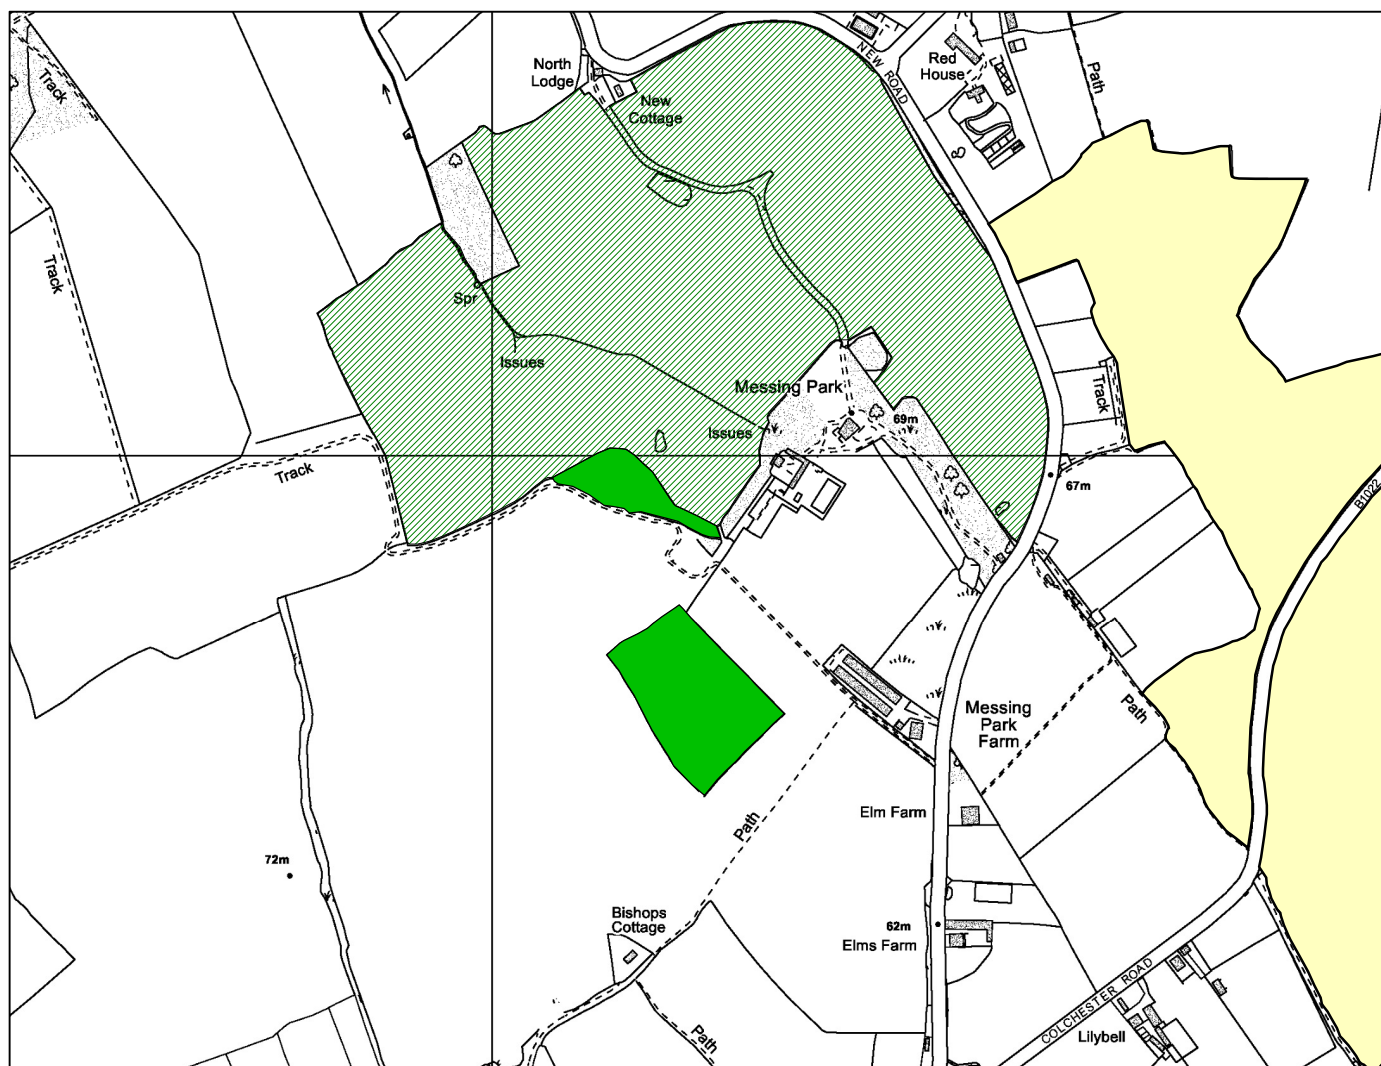 Track
North
Lodge
New
Cottage
NEW ROAD
Red
House
Path
Track
Spr
Issues
Messing Park
69m
Issues
Track
Track
67m
B1022
Messing
Park
Farm
Path
Elm Farm
Path
72m
Bishops
Cottage
62m
Elms Farm
COLCHESTER ROAD
Path
Lilybell